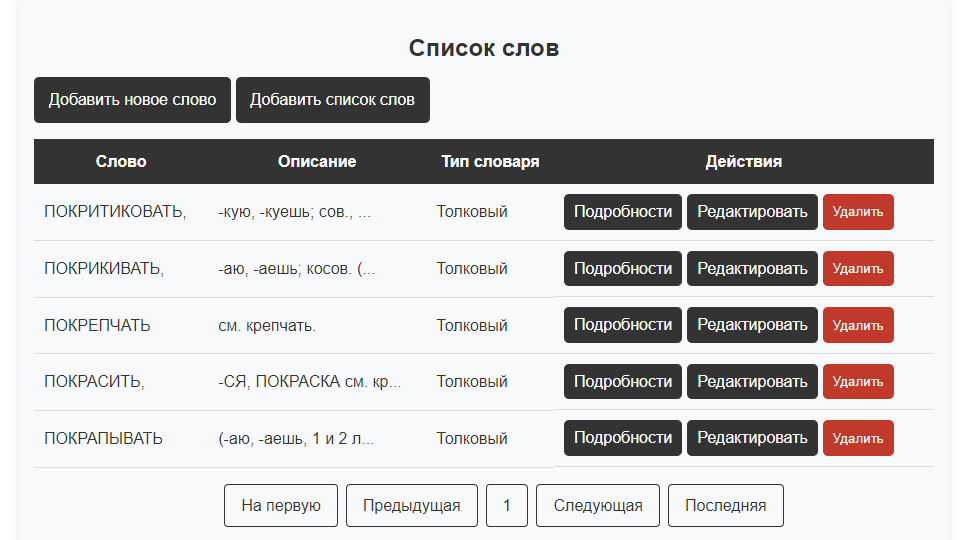 Список слов
Добавить новое слово Добавить список слов
Слово Описание Тип словаря Действия
ПОКРИТИКОВАТЬ, -кую, -куешь; сов., ... Толковый Подробности Редактировать Удалить
ПОКРИКИВАТЬ, -аю, -аешь; косов. (... Толковый Подробности Редактировать Удалить
ПОКРЕПЧАТЬ см. крепчать. Толковый Подробности Редактировать Удалить
ПОКРАСИТЬ, -СЯ, ПОКРАСКА см. кр... Толковый Подробности Редактировать Удалить
ПОКРАПЫВАТЬ (-аю, -аешь, 1 и 2 л... Толковый Подробности Редактировать Удалить
На первую Предыдущая 1 Следующая Последняя